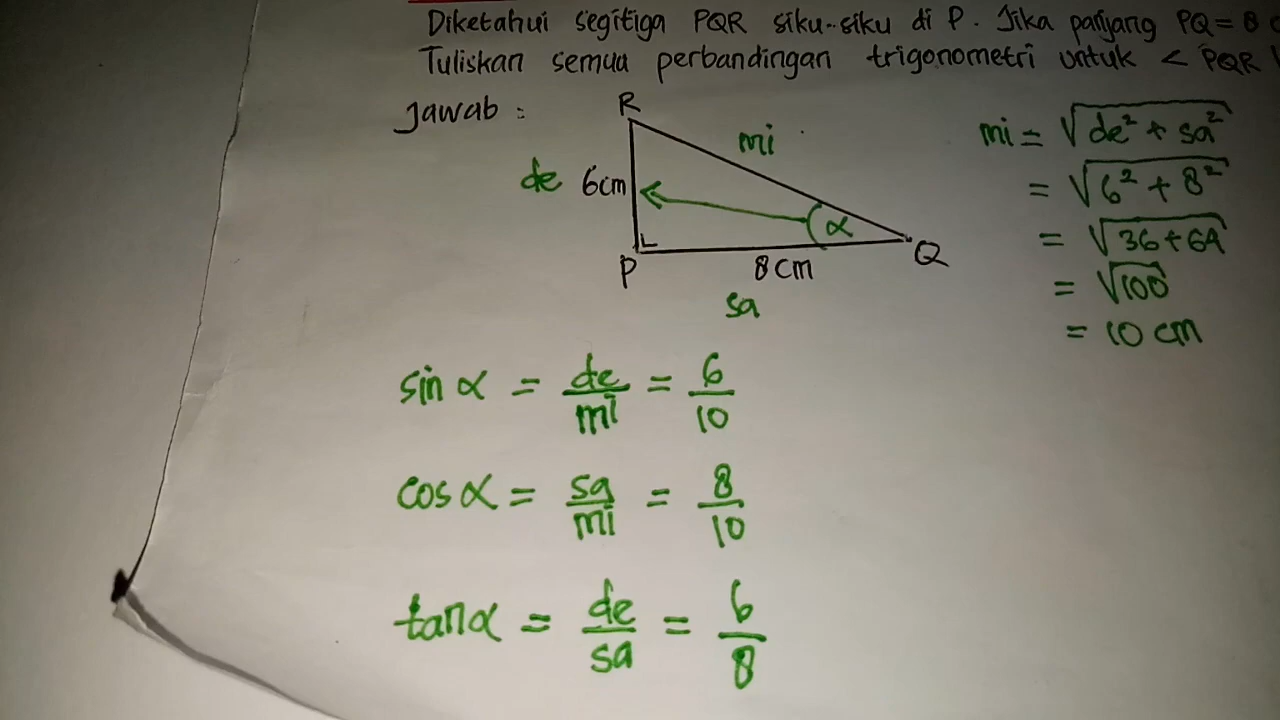 Diketahui segitiga PQR siku-siku di P. Jika panjang PQ = 8
Tuliskan semua perbandingan trigonometri untuk < PQR
Jawab :
R
mi
de 6cm
α
P
8 cm
Q
sa
mi = √de² + sa²
= √6² + 8²
= √36+64
= √100
= 10 cm
sin α = de/mi = 6/10
cos α = sa/mi = 8/10
tan α = de/sa = 6/8